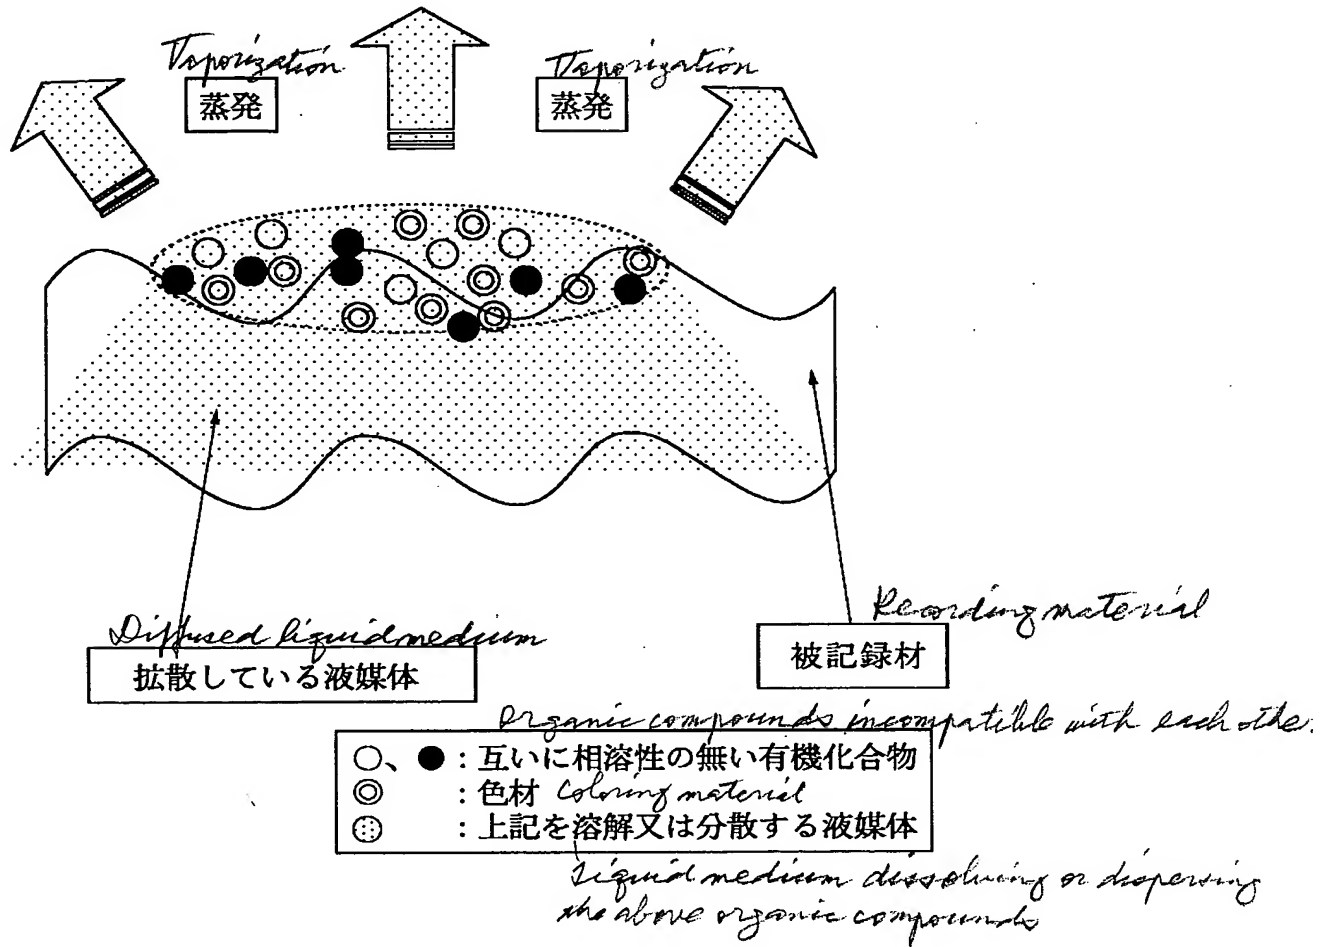 Vaporization
Vaporization
蒸発
蒸発
Recording material
Diffused liquid medium
被記録材
拡散している液媒体
Organic compounds incompatible with each othe.
○、●:互いに相溶性の無い有機化合物
◎:色材 Coloring material
:上記を溶解又は分散する液媒体
Liquid medium dissolving or dispersing
the above organic compounds